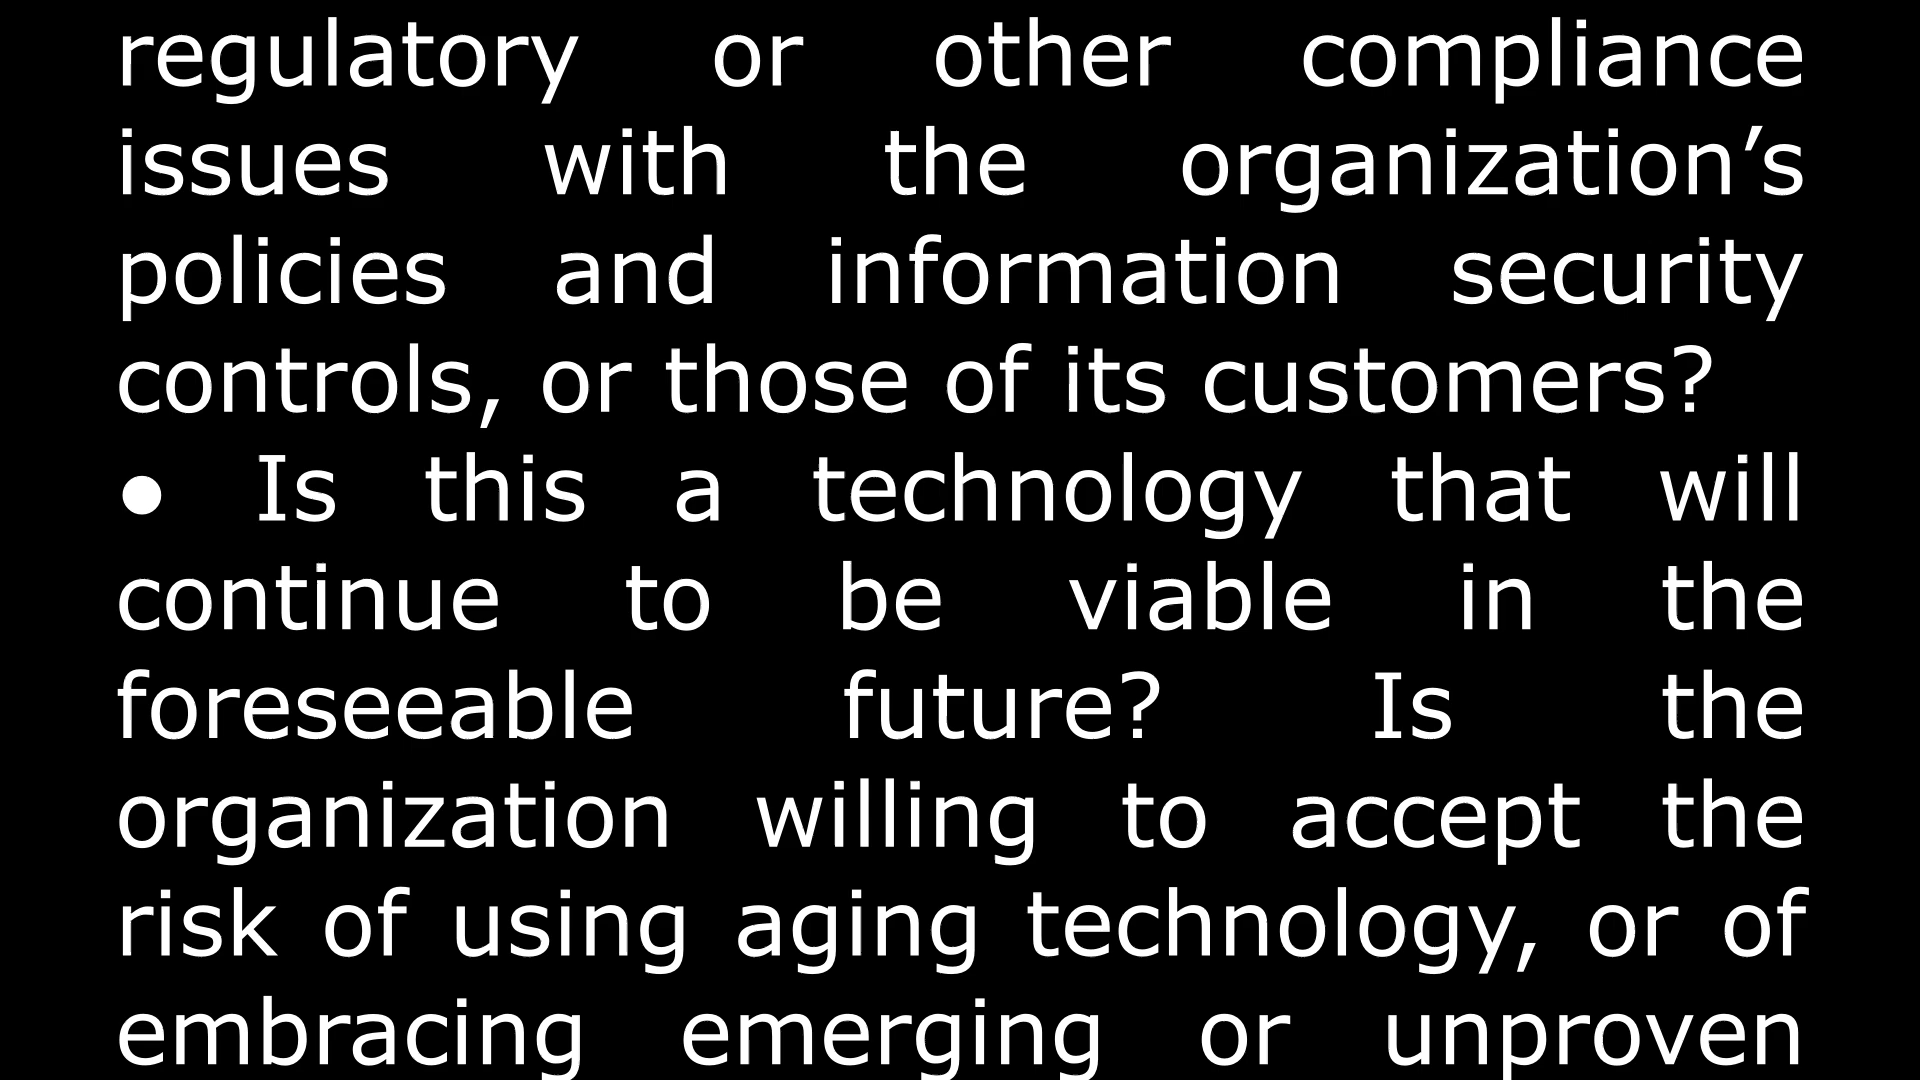 regulatory or other compliance
issues with the organization’s
policies and information security
controls, or those of its customers?
● Is this a technology that will
continue to be viable in the
foreseeable future? Is the
organization willing to accept the
risk of using aging technology, or of
embracing emerging or unproven